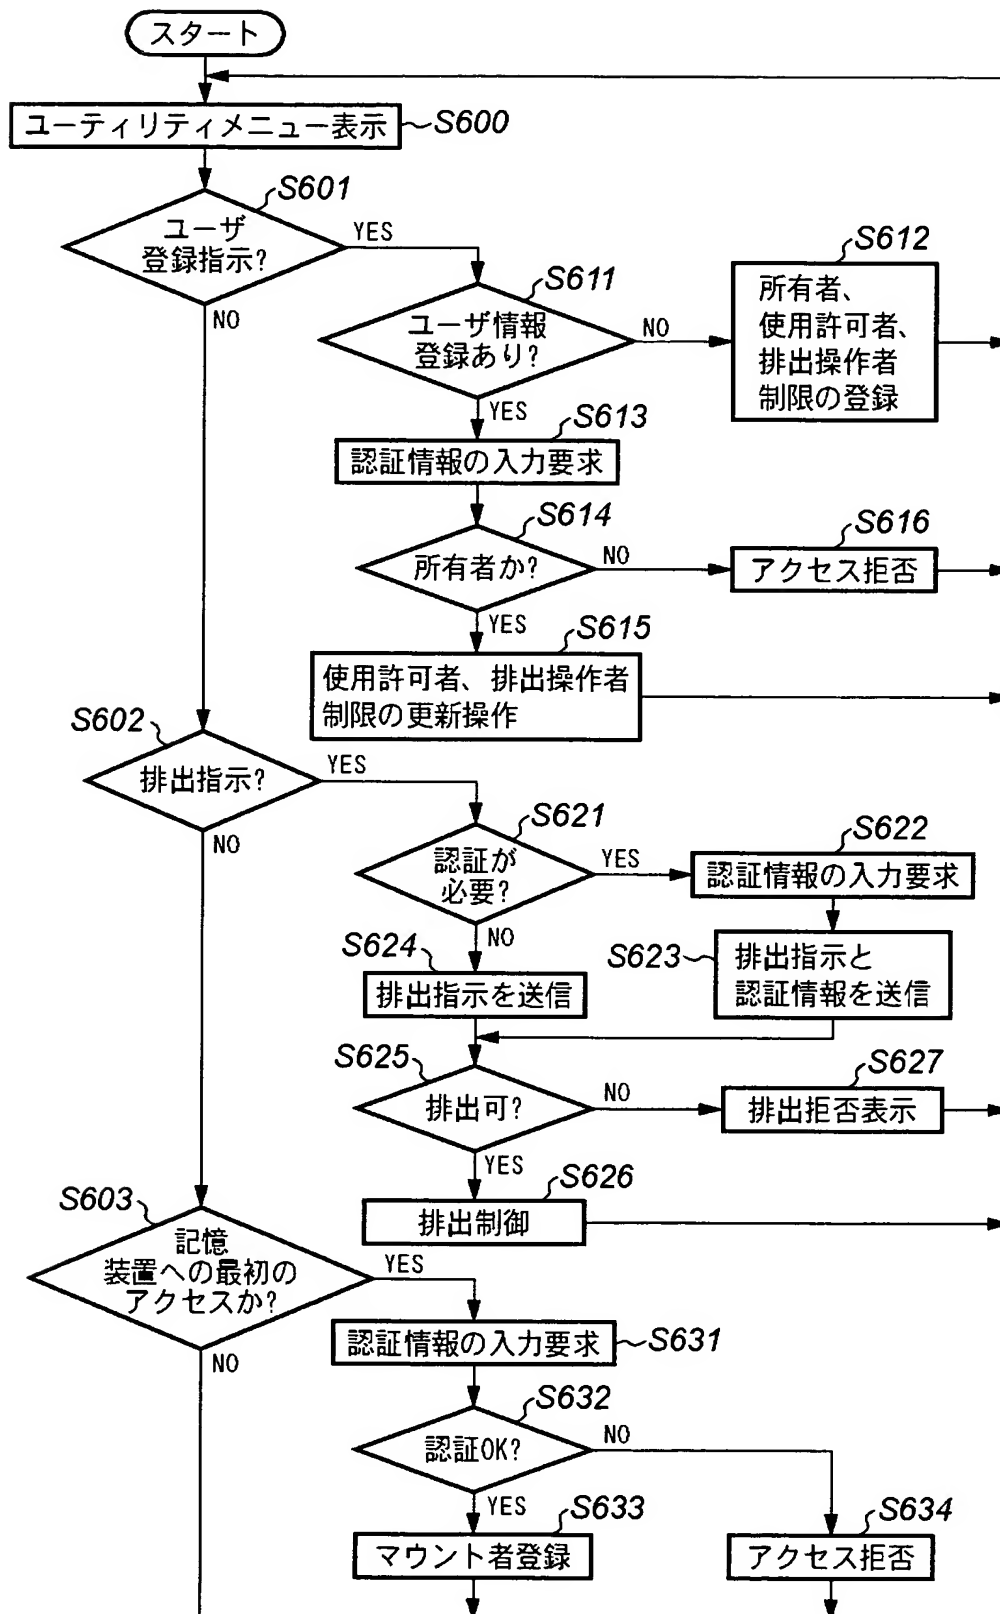 スタート
ユーティリティメニュー表示
S600
S601
ユーザ
登録指示?
YES
NO
S611
ユーザ情報
登録あり?
NO
YES
S612
所有者、
使用許可者、
排出操作者
制限の登録
S613
認証情報の入力要求
S614
所有者か?
NO
YES
S616
アクセス拒否
S615
使用許可者、排出操作者
制限の更新操作
S602
排出指示?
YES
NO
S621
認証が
必要?
YES
NO
S622
認証情報の入力要求
S623
排出指示と
認証情報を送信
S624
排出指示を送信
S625
排出可?
NO
YES
S627
排出拒否表示
S626
排出制御
S603
記憶
装置への最初の
アクセスか?
YES
NO
認証情報の入力要求
S631
S632
認証OK?
NO
YES
S633
マウント者登録
S634
アクセス拒否